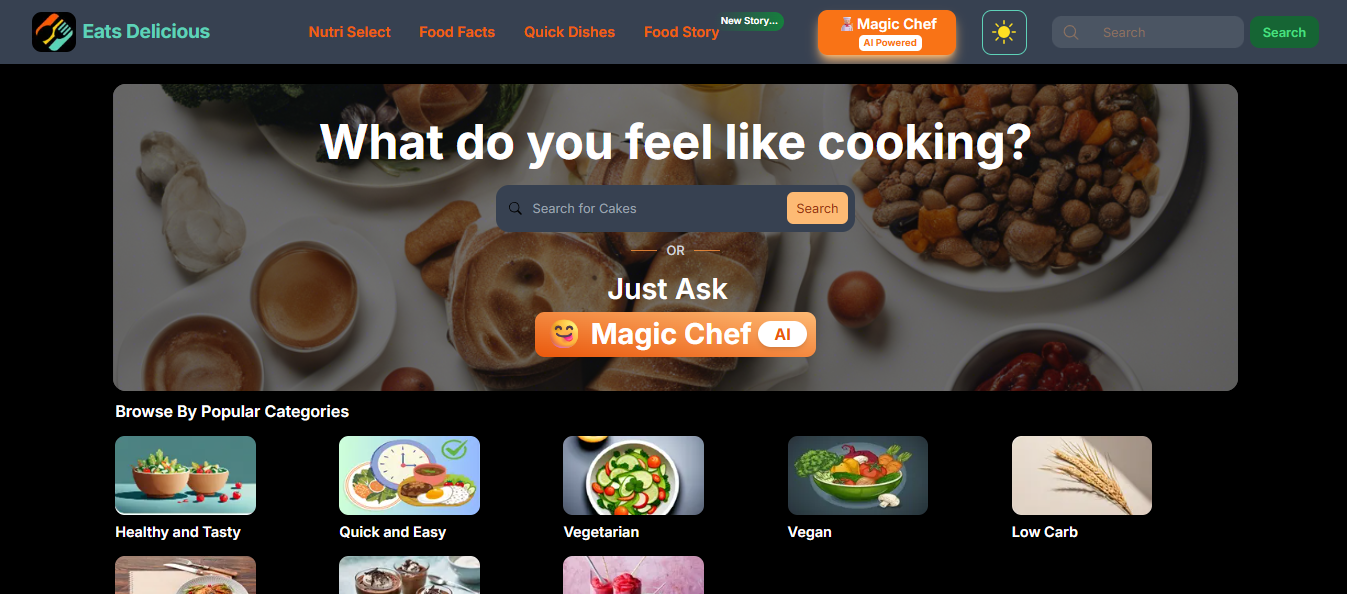 Eats Delicious
Nutri Select
Food Facts
Quick Dishes
Food Story
New Story...
Magic Chef
AI Powered
Search
Search
What do you feel like cooking?
Search for Cakes
Search
OR
Just Ask
Magic Chef AI
Browse By Popular Categories
Healthy and Tasty
Quick and Easy
Vegetarian
Vegan
Low Carb